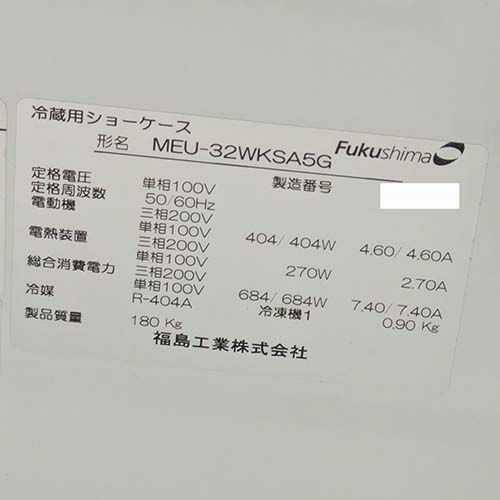 冷蔵用ショーケース
形名 MEU-32WKSA5G Fukushima
定格電圧 単相100V 製造番号
定格周波数 50/60Hz
電動機 三相200V
単相100V 404/404W 4.60/4.60A
電熱装置 三相200V
単相100V 270W 2.70A
総合消費電力 三相200V
単相100V 684/684W 7.40/7.40A
冷媒 R-404A 冷凍機1 0.90 Kg
製品質量 180 Kg
福島工業株式会社